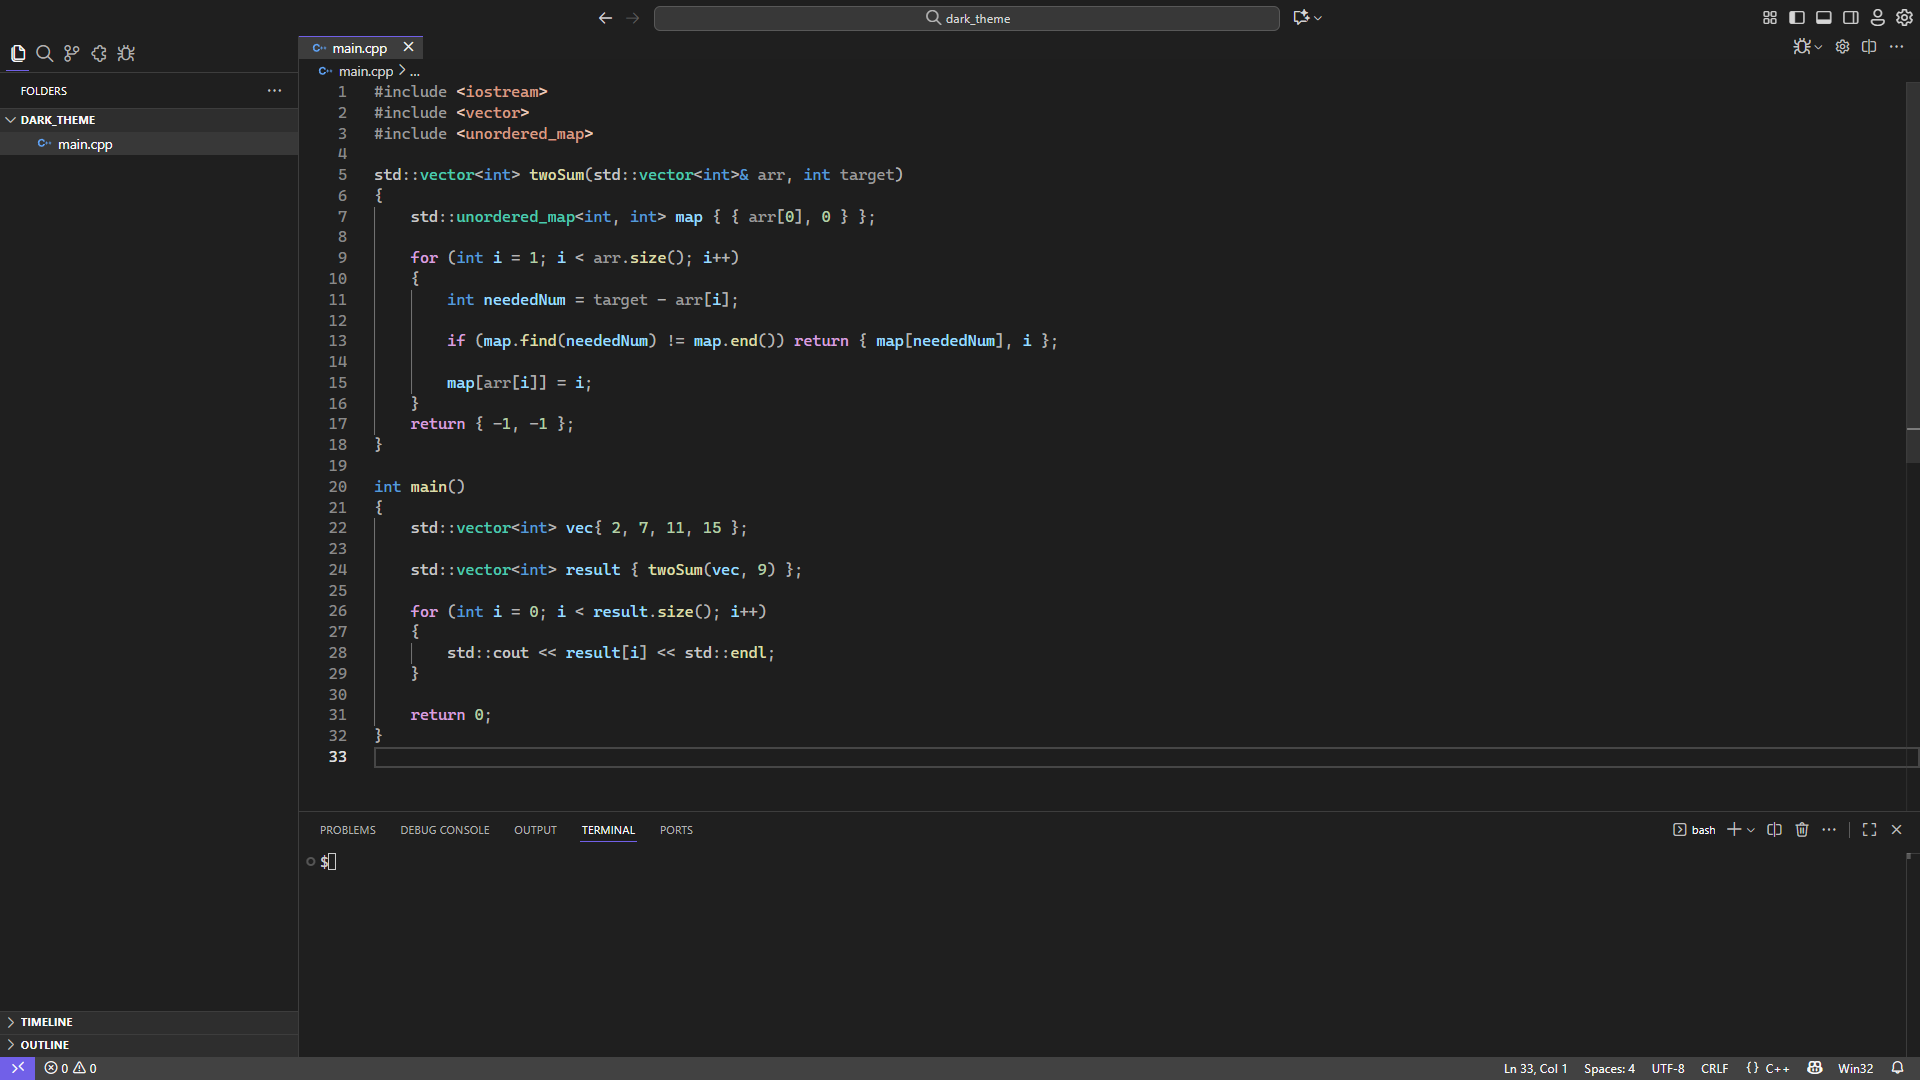 dark_theme
main.cpp
FOLDERS
DARK_THEME
main.cpp
main.cpp > ...
1 #include <iostream>
2 #include <vector>
3 #include <unordered_map>
4
5 std::vector<int> twoSum(std::vector<int>& arr, int target)
6 {
7     std::unordered_map<int, int> map { { arr[0], 0 } };
8
9     for (int i = 1; i < arr.size(); i++)
10     {
11         int neededNum = target - arr[i];
12
13         if (map.find(neededNum) != map.end()) return { map[neededNum], i };
14
15         map[arr[i]] = i;
16     }
17     return { -1, -1 };
18 }
19
20 int main()
21 {
22     std::vector<int> vec{ 2, 7, 11, 15 };
23
24     std::vector<int> result { twoSum(vec, 9) };
25
26     for (int i = 0; i < result.size(); i++)
27     {
28         std::cout << result[i] << std::endl;
29     }
30
31     return 0;
32 }
33
PROBLEMS DEBUG CONSOLE OUTPUT TERMINAL PORTS bash
$
TIMELINE
OUTLINE
0 0 Ln 33, Col 1 Spaces: 4 UTF-8 CRLF {} C++ Win32